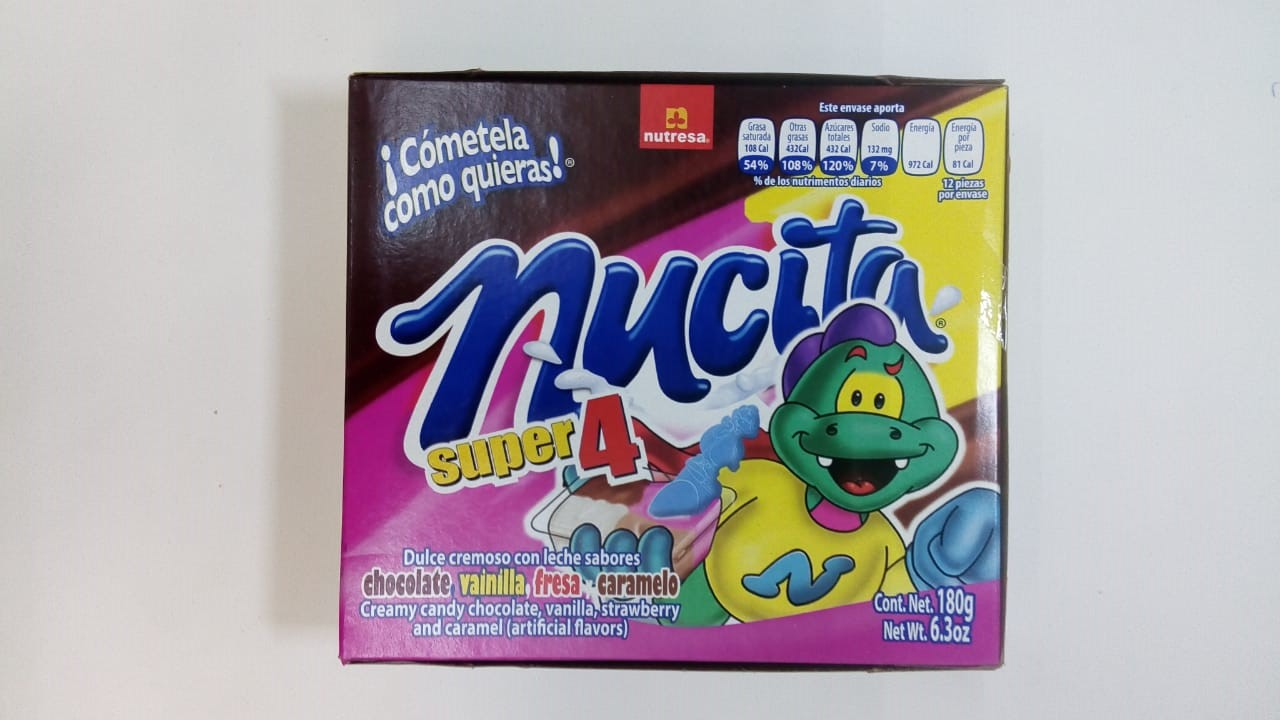 ¡Cómetela
como quieras!®
nutresa®
Este envase aporta
Grasa saturada 108 Cal 54%
Otras grasas 432Cal 108%
Azúcares totales 432 Cal 120%
Sodio 132 mg 7%
Energía 972 Cal
Energía por pieza 81 Cal
% de los nutrimentos diarios
12 piezas
por envase
nucita®
super 4
N
Dulce cremoso con leche sabores
chocolate, vainilla, fresa y caramelo
Creamy candy chocolate, vanilla, strawberry
and caramel (artificial flavors)
Cont. Net. 180g
Net Wt. 6.3oz